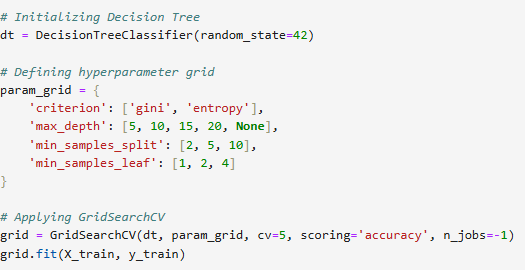 # Initializing Decision Tree
dt = DecisionTreeClassifier(random_state=42)

# Defining hyperparameter grid
param_grid = {
    'criterion': ['gini', 'entropy'],
    'max_depth': [5, 10, 15, 20, None],
    'min_samples_split': [2, 5, 10],
    'min_samples_leaf': [1, 2, 4]
}

# Applying GridSearchCV
grid = GridSearchCV(dt, param_grid, cv=5, scoring='accuracy', n_jobs=-1)
grid.fit(X_train, y_train)